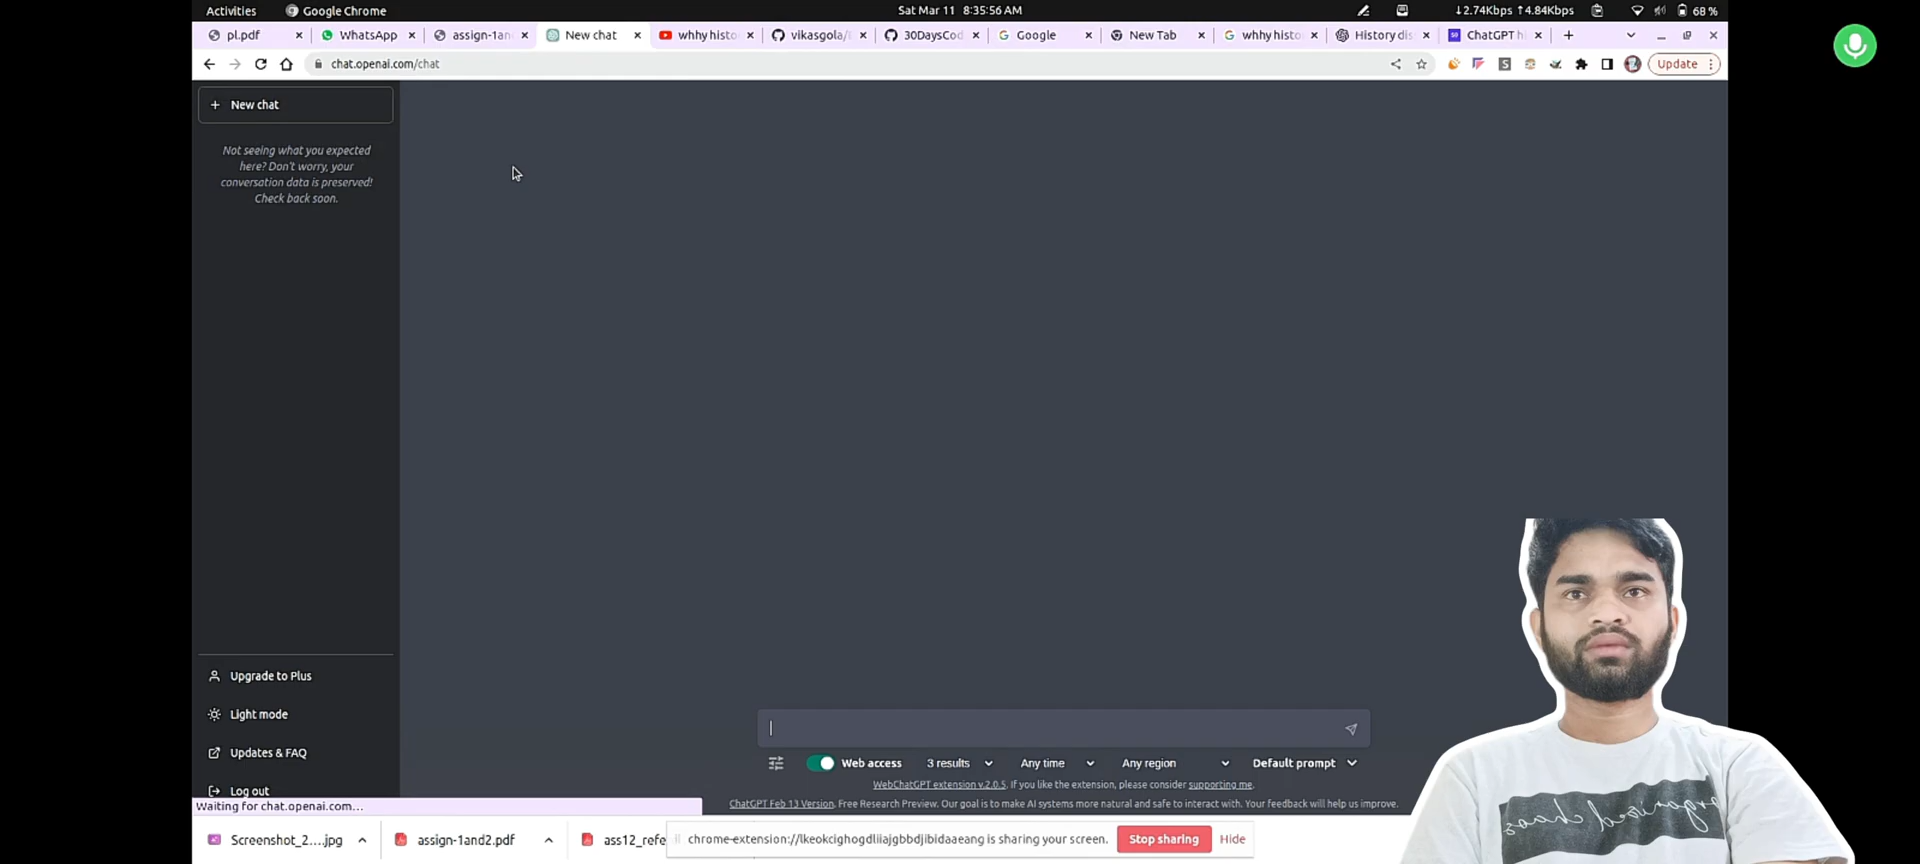 Activities Google Chrome Sat Mar 11 8:35:56 AM ↓2.74Kbps ↑4.84Kbps 68 %
pl.pdf WhatsApp assign-1an New chat whhy histo vikasgola/ 30DaysCod Google New Tab whhy histo History dis ChatGPT h
chat.openai.com/chat Update
New chat
Not seeing what you expected
here? Don't worry, your
conversation data is preserved!
Check back soon.
Upgrade to Plus
Light mode
Updates & FAQ
Log out
Web access 3 results Any time Any region Default prompt
WebChatGPT extension v.2.0.5. If you like the extension, please consider supporting me.
ChatGPT Feb 13 Version. Free Research Preview. Our goal is to make AI systems more natural and safe to interact with. Your feedback will help us improve.
Waiting for chat.openai.com...
Screenshot_2....jpg assign-1and2.pdf ass12_refe chrome-extension://lkeokcighogdliiajgbbdjibidaaeang is sharing your screen. Stop sharing Hide
organised chaos